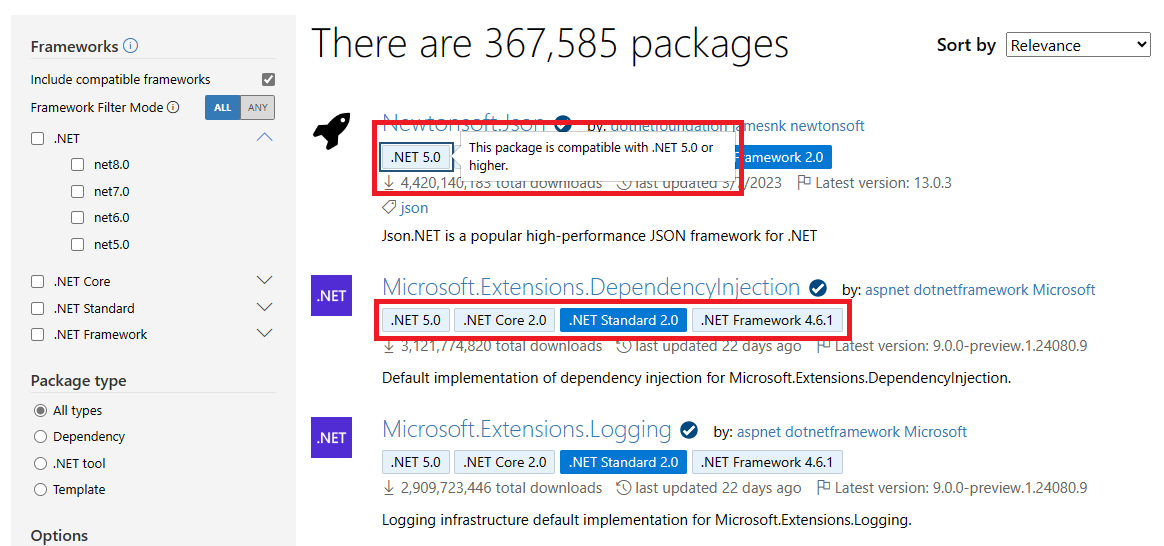 Frameworks
Include compatible frameworks
Framework Filter Mode ALL ANY
.NET
net8.0
net7.0
net6.0
net5.0
.NET Core
.NET Standard
.NET Framework
Package type
All types
Dependency
.NET tool
Template
Options
There are 367,585 packages
Sort by Relevance
Newtonsoft.Json by: dotnetfoundation jamesnk newtonsoft
.NET 5.0 Framework 2.0
This package is compatible with .NET 5.0 or
higher.
4,420,140,183 total downloads last updated 3/7/2023 Latest version: 13.0.3
json
Json.NET is a popular high-performance JSON framework for .NET
.NET Microsoft.Extensions.DependencyInjection by: aspnet dotnetframework Microsoft
.NET 5.0 .NET Core 2.0 .NET Standard 2.0 .NET Framework 4.6.1
3,121,774,820 total downloads last updated 22 days ago Latest version: 9.0.0-preview.1.24080.9
Default implementation of dependency injection for Microsoft.Extensions.DependencyInjection.
.NET Microsoft.Extensions.Logging by: aspnet dotnetframework Microsoft
.NET 5.0 .NET Core 2.0 .NET Standard 2.0 .NET Framework 4.6.1
2,909,723,446 total downloads last updated 22 days ago Latest version: 9.0.0-preview.1.24080.9
Logging infrastructure default implementation for Microsoft.Extensions.Logging.